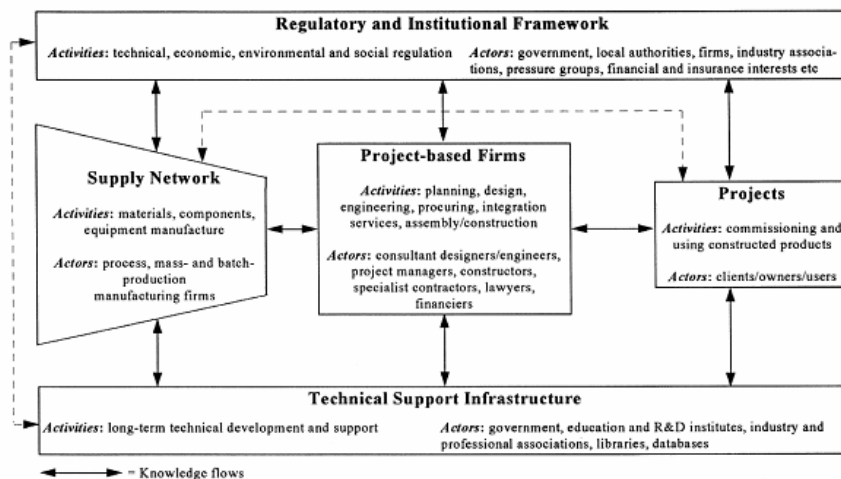 Regulatory and Institutional Framework
Activities: technical, economic, environmental and social regulation
Actors: government, local authorities, firms, industry associa-
tions, pressure groups, financial and insurance interests etc
Supply Network
Activities: materials, components,
equipment manufacture
Actors: process, mass- and batch-
production
manufacturing firms
Project-based Firms
Activities: planning, design,
engineering, procuring, integration
services, assembly/construction
Actors: consultant designers/engineers,
project managers, constructors,
specialist contractors, lawyers,
financiers
Projects
Activities: commissioning and
using constructed products
Actors: clients/owners/users
Technical Support Infrastructure
Activities: long-term technical development and support
Actors: government, education and R&D institutes, industry and
professional associations, libraries, databases
= Knowledge flows